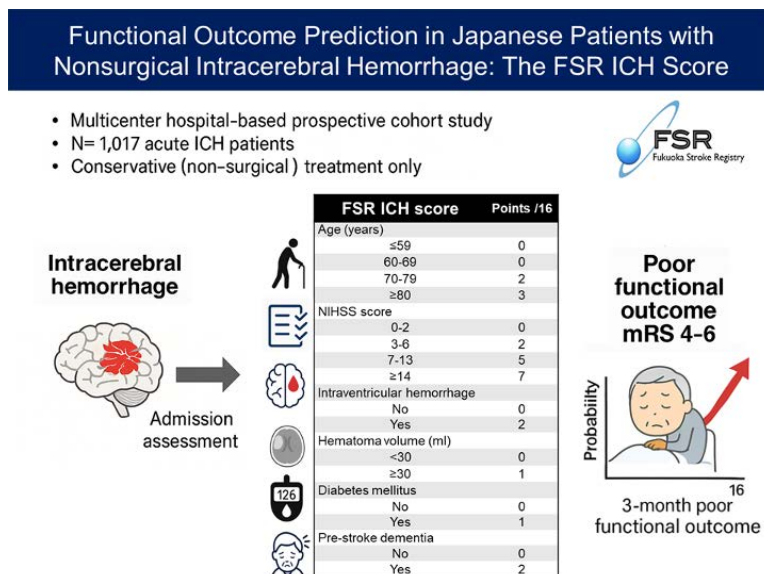 Functional Outcome Prediction in Japanese Patients with
Nonsurgical Intracerebral Hemorrhage: The FSR ICH Score
• Multicenter hospital-based prospective cohort study
• N= 1,017 acute ICH patients
• Conservative (non-surgical) treatment only
FSR
Fukuoka Stroke Registry
Intracerebral
hemorrhage
Admission
assessment
FSR ICH score Points /16
Age (years)
≤59 0
60-69 0
70-79 2
≥80 3
NIHSS score
0-2 0
3-6 2
7-13 5
≥14 7
Intraventricular hemorrhage
No 0
Yes 2
Hematoma volume (ml)
<30 0
≥30 1
Diabetes mellitus
No 0
Yes 1
Pre-stroke dementia
No 0
Yes 2
126
Poor
functional
outcome
mRS 4-6
Probability
16
3-month poor
functional outcome